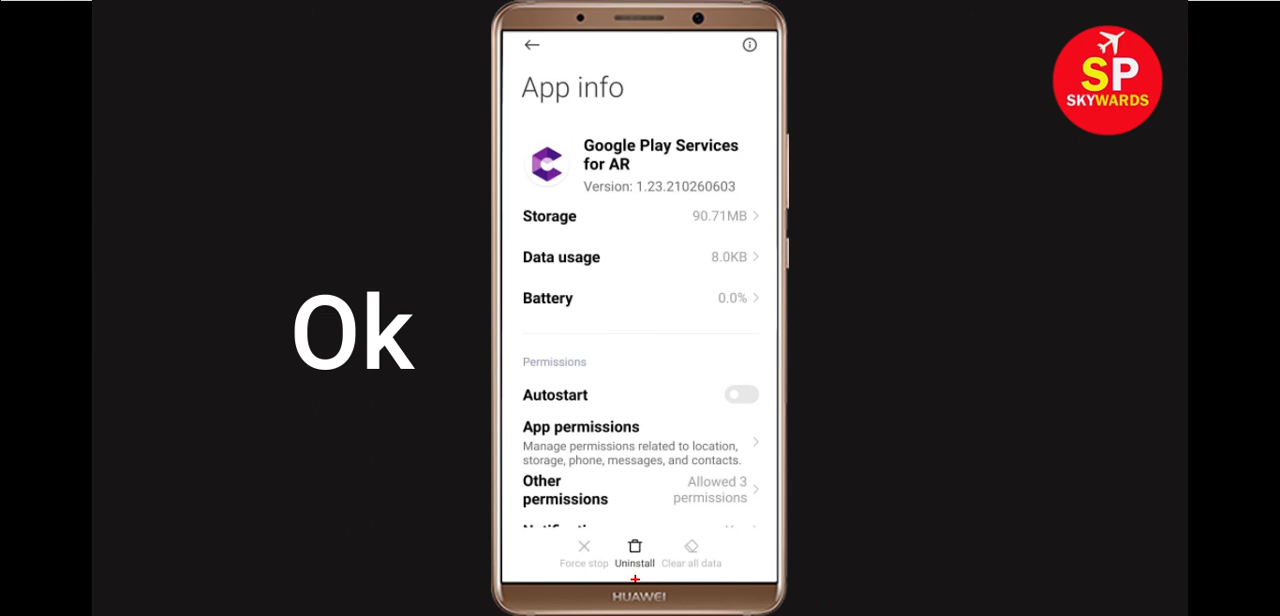 SP
SKYWARDS
App info
Google Play Services
for AR
Version: 1.23.210260603
Storage 90.71MB
Data usage 8.0KB
Battery 0.0%
Ok
Permissions
Autostart
App permissions
Manage permissions related to location,
storage, phone, messages, and contacts.
Other Allowed 3
permissions permissions
Force stop Uninstall Clear all data
HUAWEI